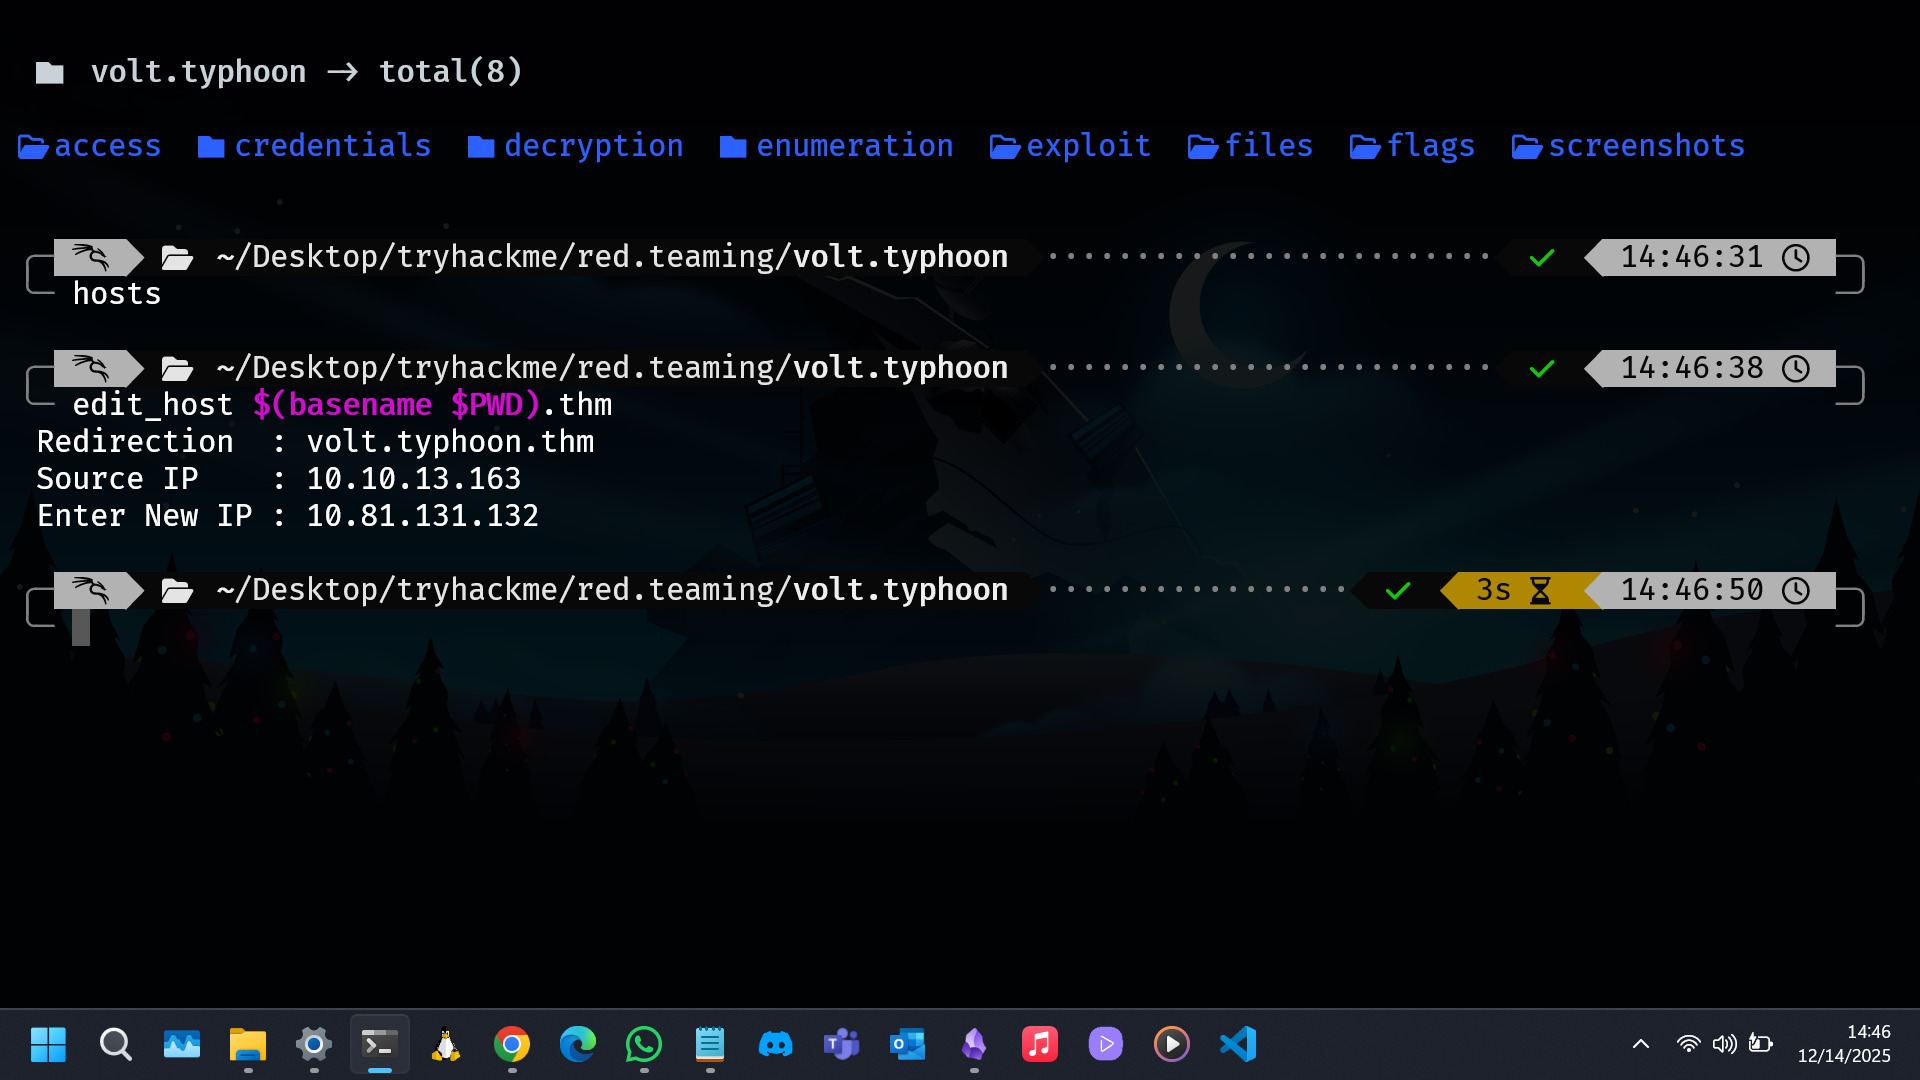 volt.typhoon → total(8)
access credentials decryption enumeration exploit files flags screenshots
~/Desktop/tryhackme/red.teaming/volt.typhoon 14:46:31
hosts
~/Desktop/tryhackme/red.teaming/volt.typhoon 14:46:38
edit_host $(basename $PWD).thm
Redirection : volt.typhoon.thm
Source IP : 10.10.13.163
Enter New IP : 10.81.131.132
~/Desktop/tryhackme/red.teaming/volt.typhoon 3s 14:46:50
14:46
12/14/2025